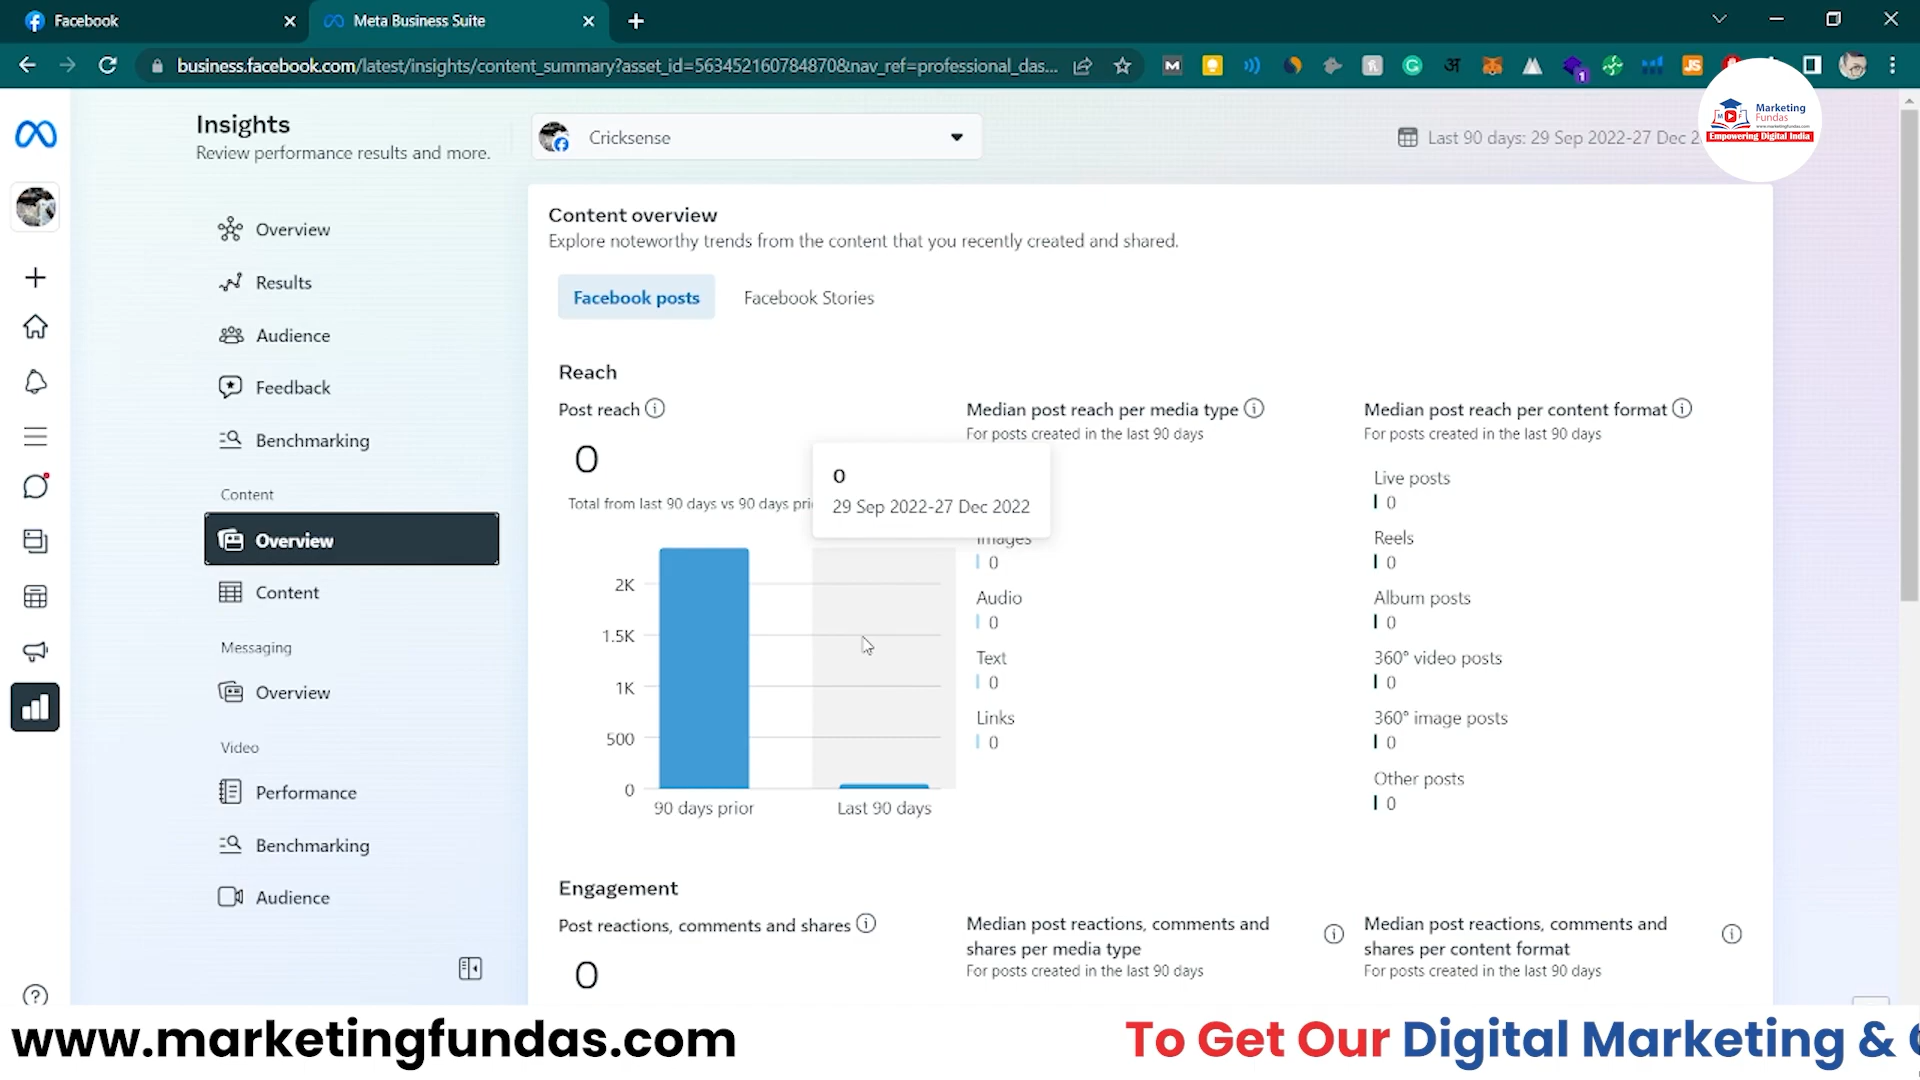 Facebook
Meta Business Suite
business.facebook.com/latest/insights/content_summary?asset_id=563452160784870&nav_ref=professional_das...
Insights
Review performance results and more.
Cricksense
Last 90 days: 29 Sep 2022-27 Dec 2
Marketing
Fundas
www.marketingfundas.com
Empowering Digital India
Overview
Results
Audience
Feedback
Benchmarking
Content
Overview
Content
Messaging
Overview
Video
Performance
Benchmarking
Audience
Content overview
Explore noteworthy trends from the content that you recently created and shared.
Facebook posts
Facebook Stories
Reach
Post reach
0
Total from last 90 days vs 90 days pri
0
29 Sep 2022-27 Dec 2022
2K
1.5K
1K
500
0
90 days prior
Last 90 days
Median post reach per media type
For posts created in the last 90 days
Images
0
Audio
0
Text
0
Links
0
Median post reach per content format
For posts created in the last 90 days
Live posts
0
Reels
0
Album posts
0
360° video posts
0
360° image posts
0
Other posts
0
Engagement
Post reactions, comments and shares
0
Median post reactions, comments and
shares per media type
For posts created in the last 90 days
Median post reactions, comments and
shares per content format
For posts created in the last 90 days
www.marketingfundas.com
To Get Our Digital Marketing &